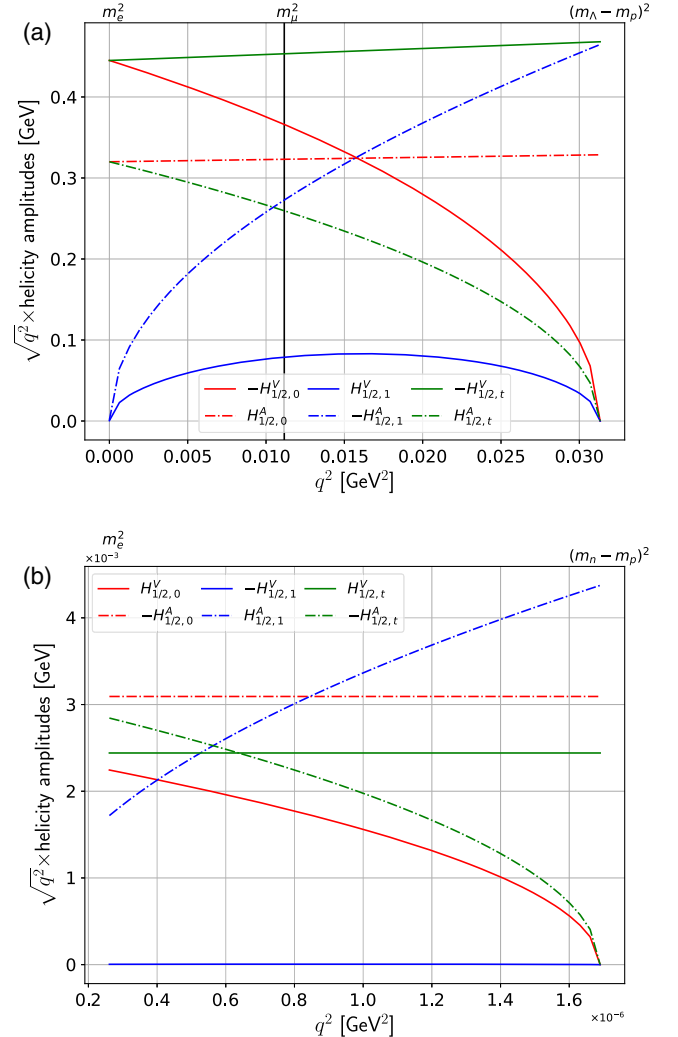 (a)
m_e^2 m_μ^2 (m_Λ − m_p)^2
√q^2 ×helicity amplitudes [GeV]
0.4
0.3
0.2
0.1
0.0
−H^V_{1/2, 0} H^V_{1/2, 1} −H^V_{1/2, t}
H^A_{1/2, 0} −H^A_{1/2, 1} H^A_{1/2, t}
0.000 0.005 0.010 0.015 0.020 0.025 0.030
q^2 [GeV^2]
(b)
m_e^2 (m_n − m_p)^2
×10^{−3}
√q^2 ×helicity amplitudes [GeV]
H^V_{1/2, 0} −H^V_{1/2, 1} H^V_{1/2, t}
−H^A_{1/2, 0} H^A_{1/2, 1} −H^A_{1/2, t}
4
3
2
1
0
0.2 0.4 0.6 0.8 1.0 1.2 1.4 1.6
×10^{−6}
q^2 [GeV^2]